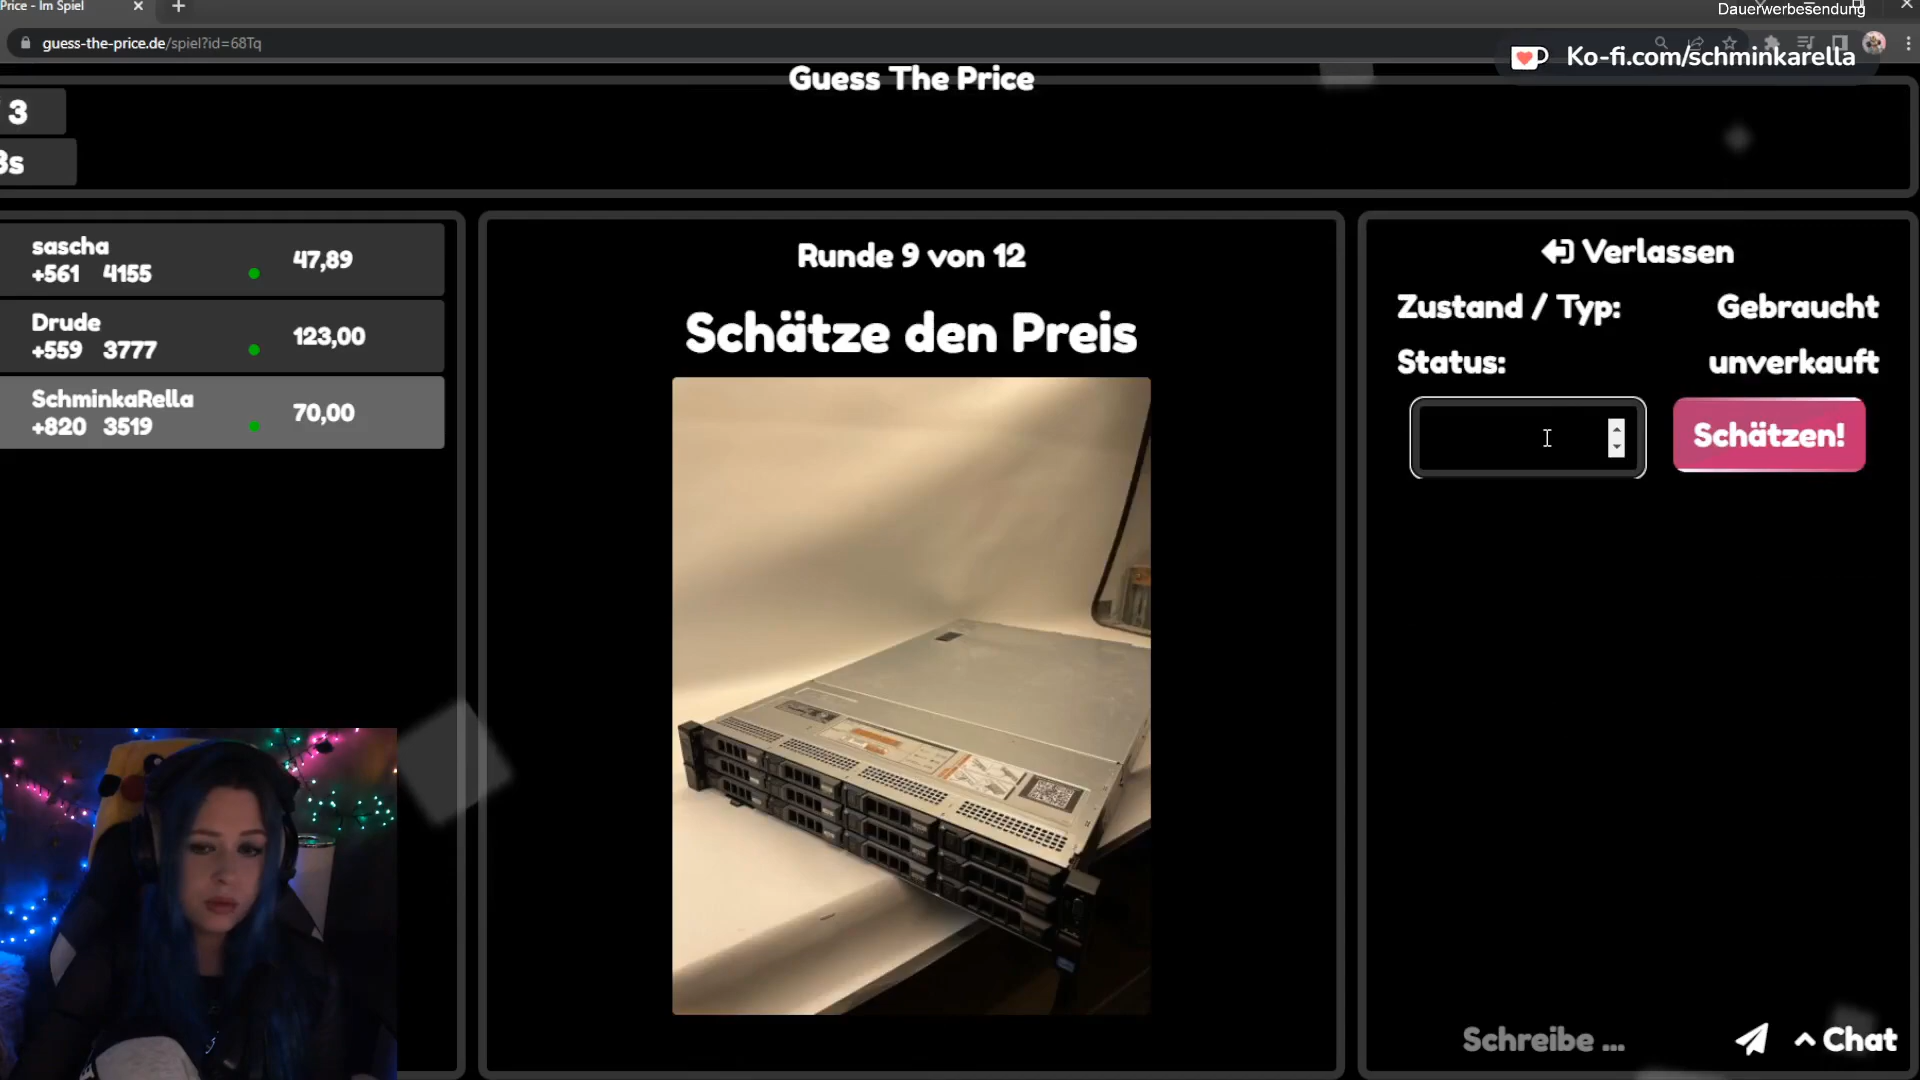 Price - Im Spiel
Dauerwerbesendung
guess-the-price.de/spiel?id=68Tq
Ko-fi.com/schminkarella
Guess The Price
3
3s
sascha
+561 4155
47,89
Drude
+559 3777
123,00
SchminkaRella
+820 3519
70,00
Runde 9 von 12
Schätze den Preis
Verlassen
Zustand / Typ: Gebraucht
Status: unverkauft
Schätzen!
Schreibe ...
Chat